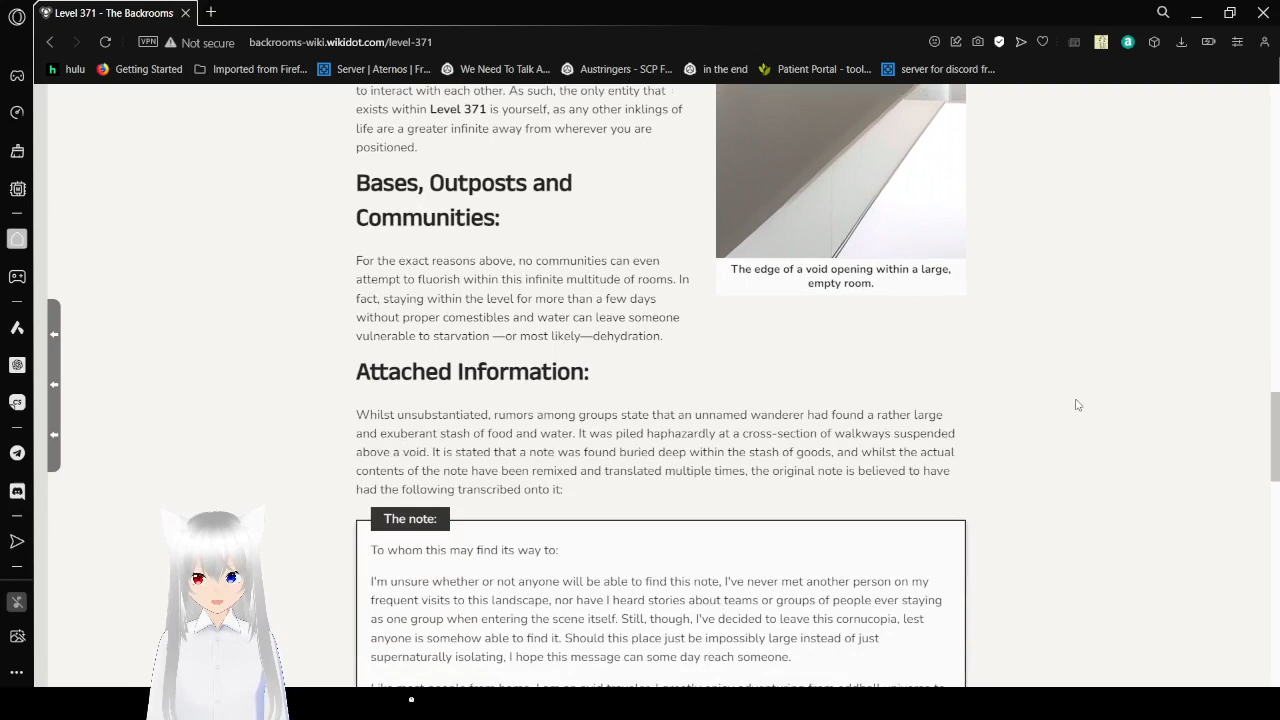 Level 371 - The Backrooms
VPN Not secure backrooms-wiki.wikidot.com/level-371
hulu Getting Started Imported from Firef... Server | Aternos | Fr... We Need To Talk A... Austringers - SCP F... in the end Patient Portal - tool... server for discord fr...
to interact with each other. As such, the only entity that
exists within Level 371 is yourself, as any other inklings of
life are a greater infinite away from wherever you are
positioned.
Bases, Outposts and
Communities:
For the exact reasons above, no communities can even
attempt to fluorish within this infinite multitude of rooms. In
fact, staying within the level for more than a few days
without proper comestibles and water can leave someone
vulnerable to starvation —or most likely—dehydration.
The edge of a void opening within a large,
empty room.
Attached Information:
Whilst unsubstantiated, rumors among groups state that an unnamed wanderer had found a rather large
and exuberant stash of food and water. It was piled haphazardly at a cross-section of walkways suspended
above a void. It is stated that a note was found buried deep within the stash of goods, and whilst the actual
contents of the note have been remixed and translated multiple times, the original note is believed to have
had the following transcribed onto it:
The note:
To whom this may find its way to:
I'm unsure whether or not anyone will be able to find this note, I've never met another person on my
frequent visits to this landscape, nor have I heard stories about teams or groups of people ever staying
as one group when entering the scene itself. Still, though, I've decided to leave this cornucopia, lest
anyone is somehow able to find it. Should this place just be impossibly large instead of just
supernaturally isolating, I hope this message can some day reach someone.